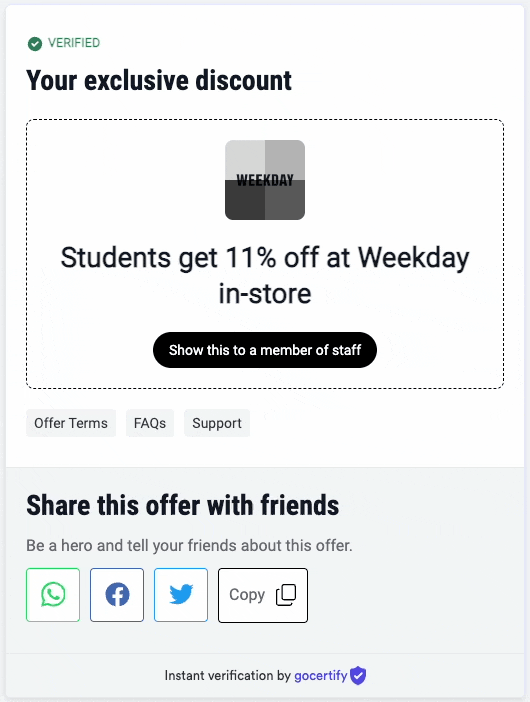 VERIFIED
Your exclusive discount
WEEKDAY
Students get 11% off at Weekday
in-store
Show this to a member of staff
Offer Terms
FAQs
Support
Share this offer with friends
Be a hero and tell your friends about this offer.
Copy
Instant verification by gocertify